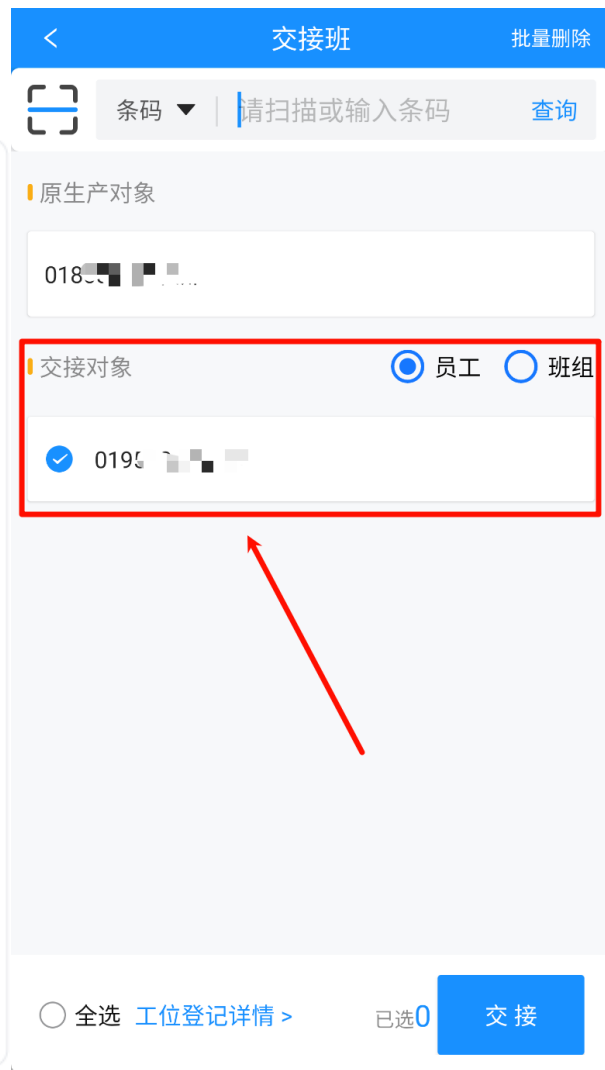 交接班 批量删除
条码 请扫描或输入条码 查询
原生产对象
018
交接对象 员工 班组
019
全选 工位登记详情 > 已选0 交接